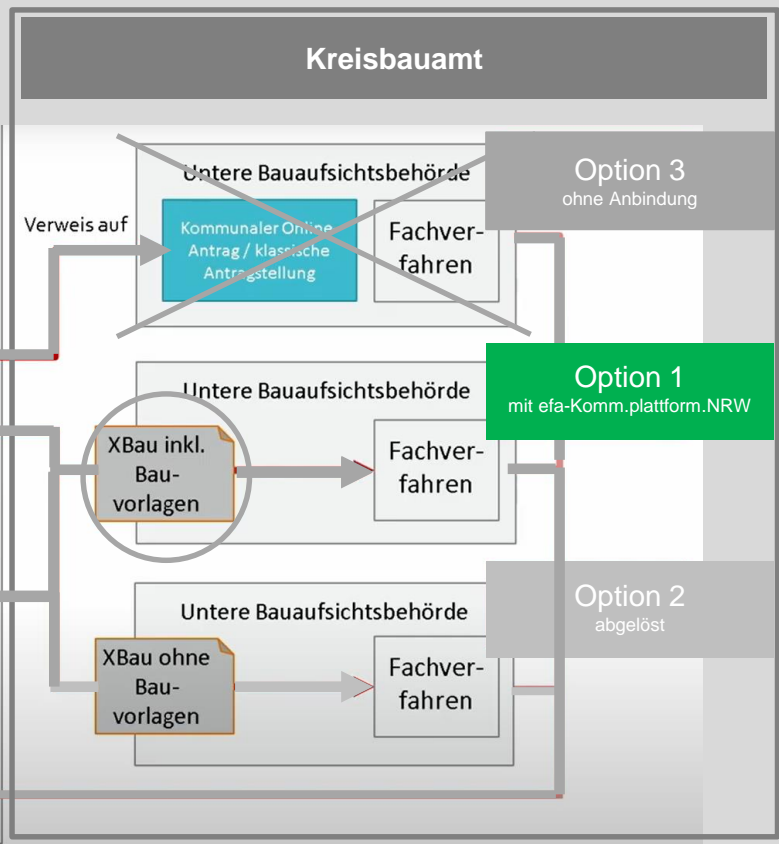 Kreisbauamt
Untere Bauaufsichtsbehörde
Option 3
ohne Anbindung
Verweis auf
Kommunaler Online
Antrag / klassische
Antragstellung
Fachver-
fahren
Untere Bauaufsichtsbehörde
Option 1
mit efa-Komm.plattform.NRW
XBau inkl.
Bau-
vorlagen
Fachver-
fahren
Untere Bauaufsichtsbehörde
Option 2
abgelöst
XBau ohne
Bau-
vorlagen
Fachver-
fahren